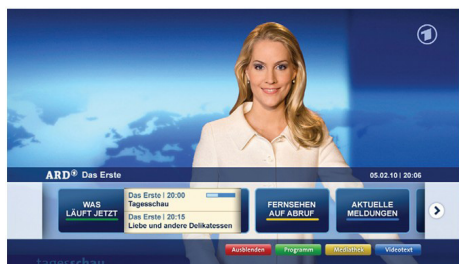 ARD Das Erste
05.02.10 | 20:06
WAS
LÄUFT JETZT
Das Erste | 20:00
Tagesschau
Das Erste | 20:15
Liebe und andere Delikatessen
FERNSEHEN
AUF ABRUF
AKTUELLE
MELDUNGEN
Ausblenden
Programm
Mediathek
Videotext
tagesschau